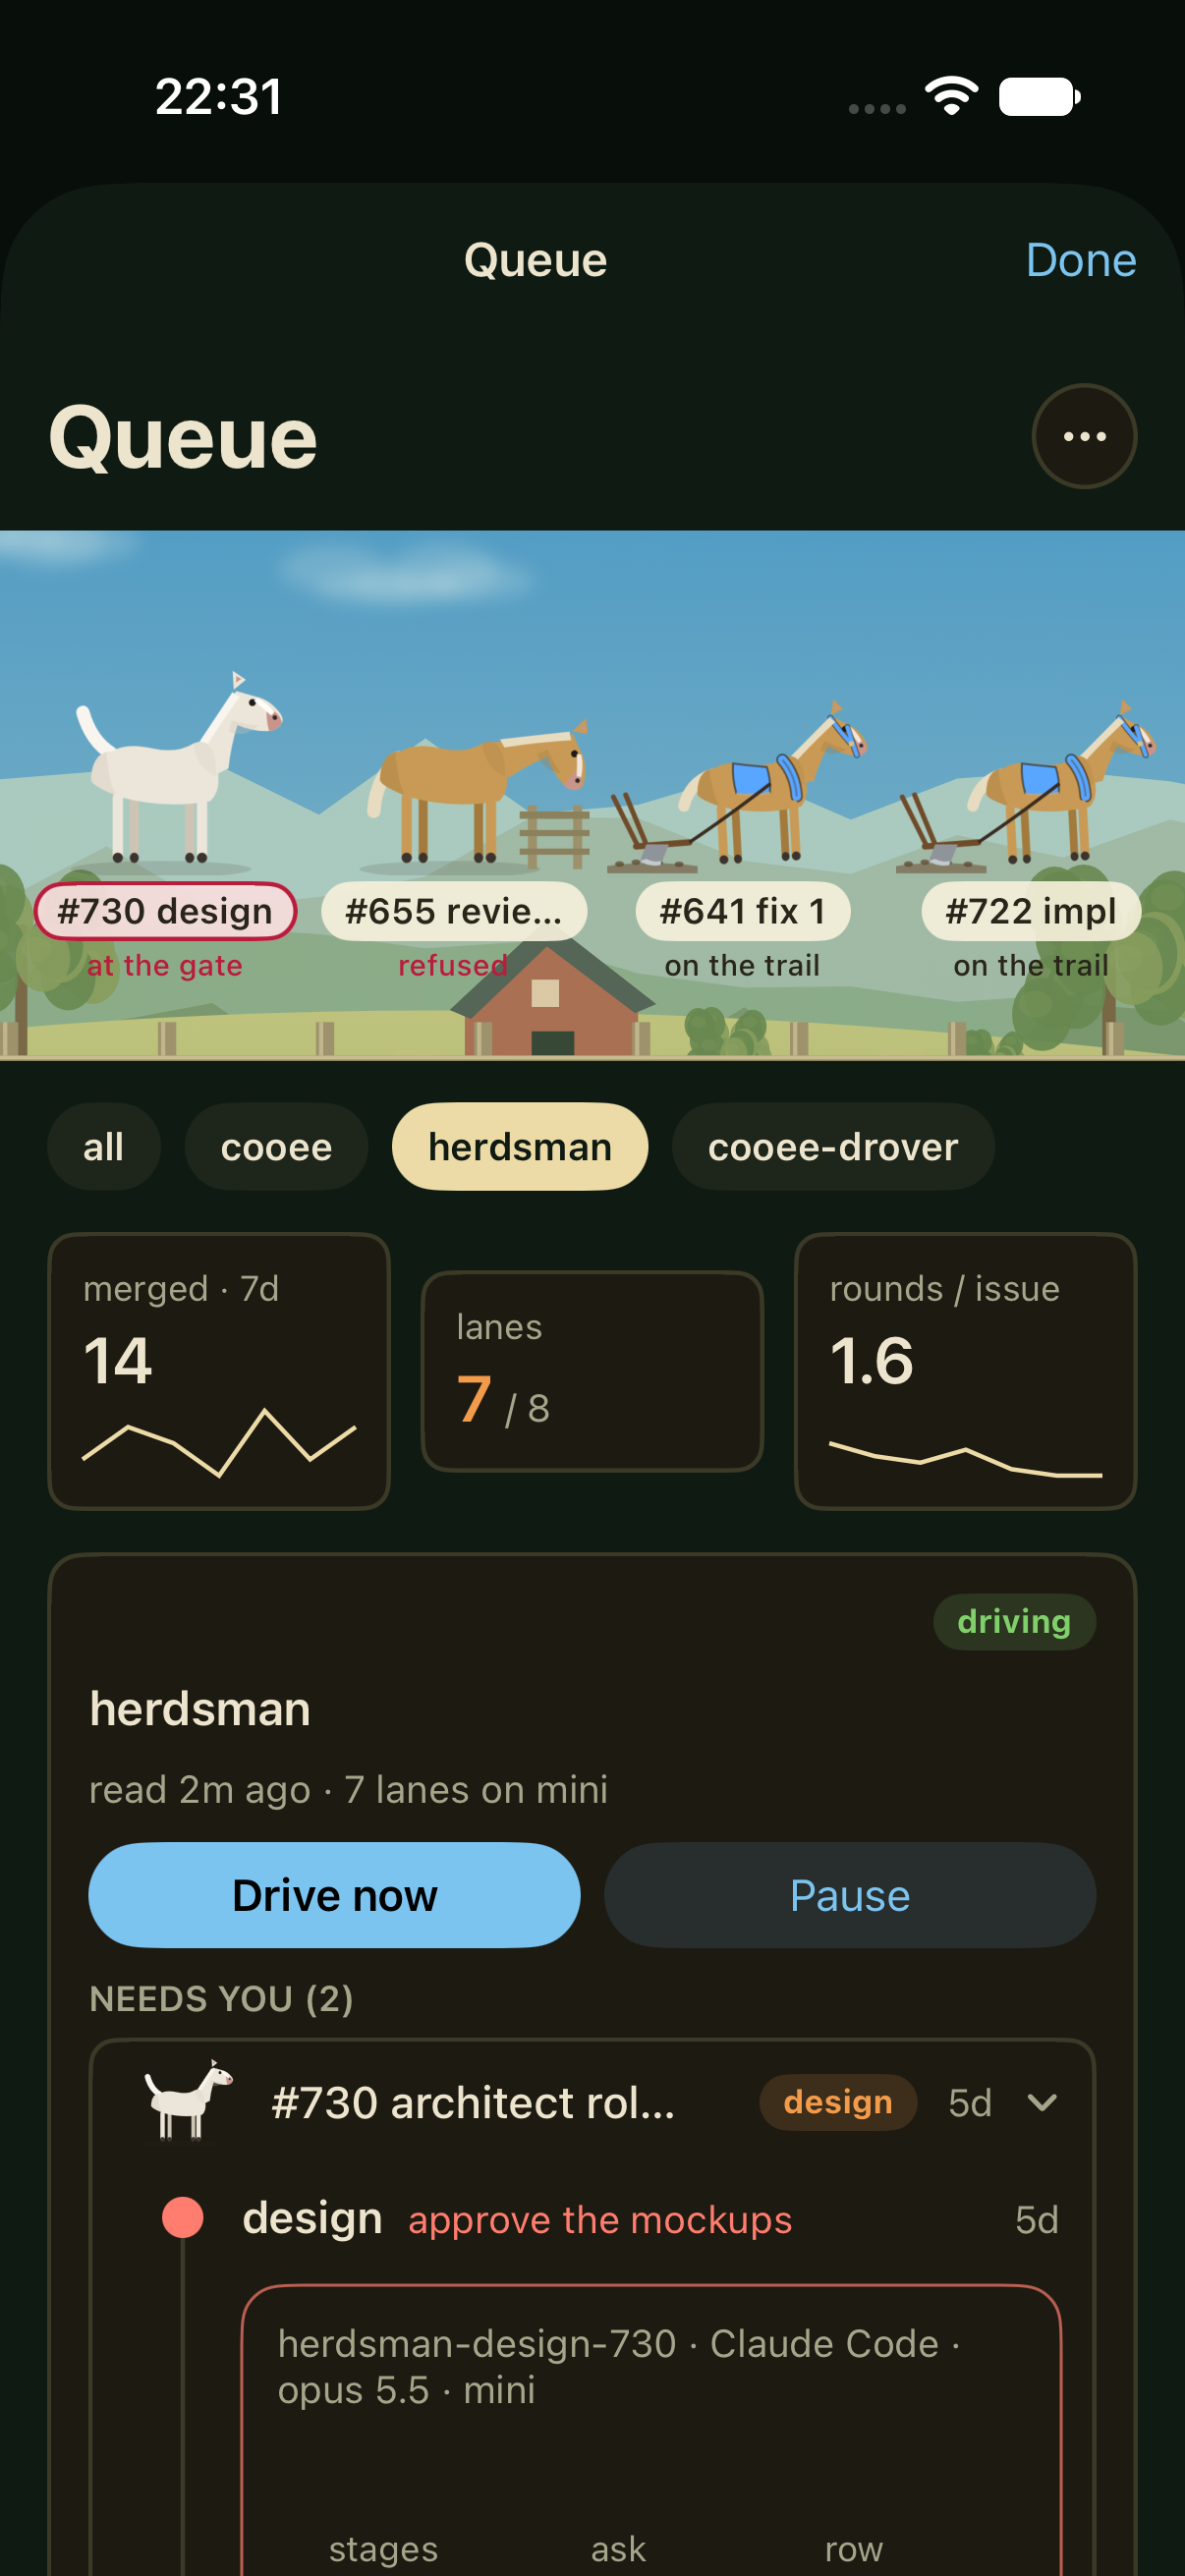 22:31
Queue
Done
Queue
#730 design
#655 revie...
#641 fix 1
#722 impl
at the gate
refused
on the trail
on the trail
all
cooee
herdsman
cooee-drover
merged · 7d
14
lanes
7 / 8
rounds / issue
1.6
driving
herdsman
read 2m ago · 7 lanes on mini
Drive now
Pause
NEEDS YOU (2)
#730 architect rol...
design
5d
design approve the mockups
5d
herdsman-design-730 · Claude Code ·
opus 5.5 · mini
stages
ask
row